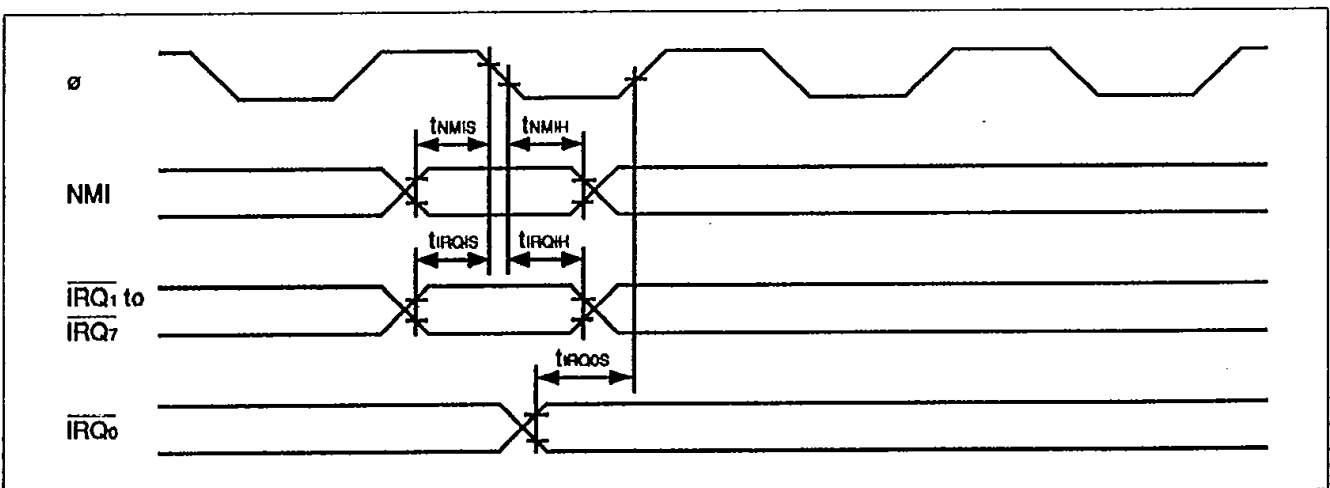 ø
tNMIS tNMIH
NMI
tIRQIS tIRQIH
IRQ1 to
IRQ7
tIRQ0S
IRQ0